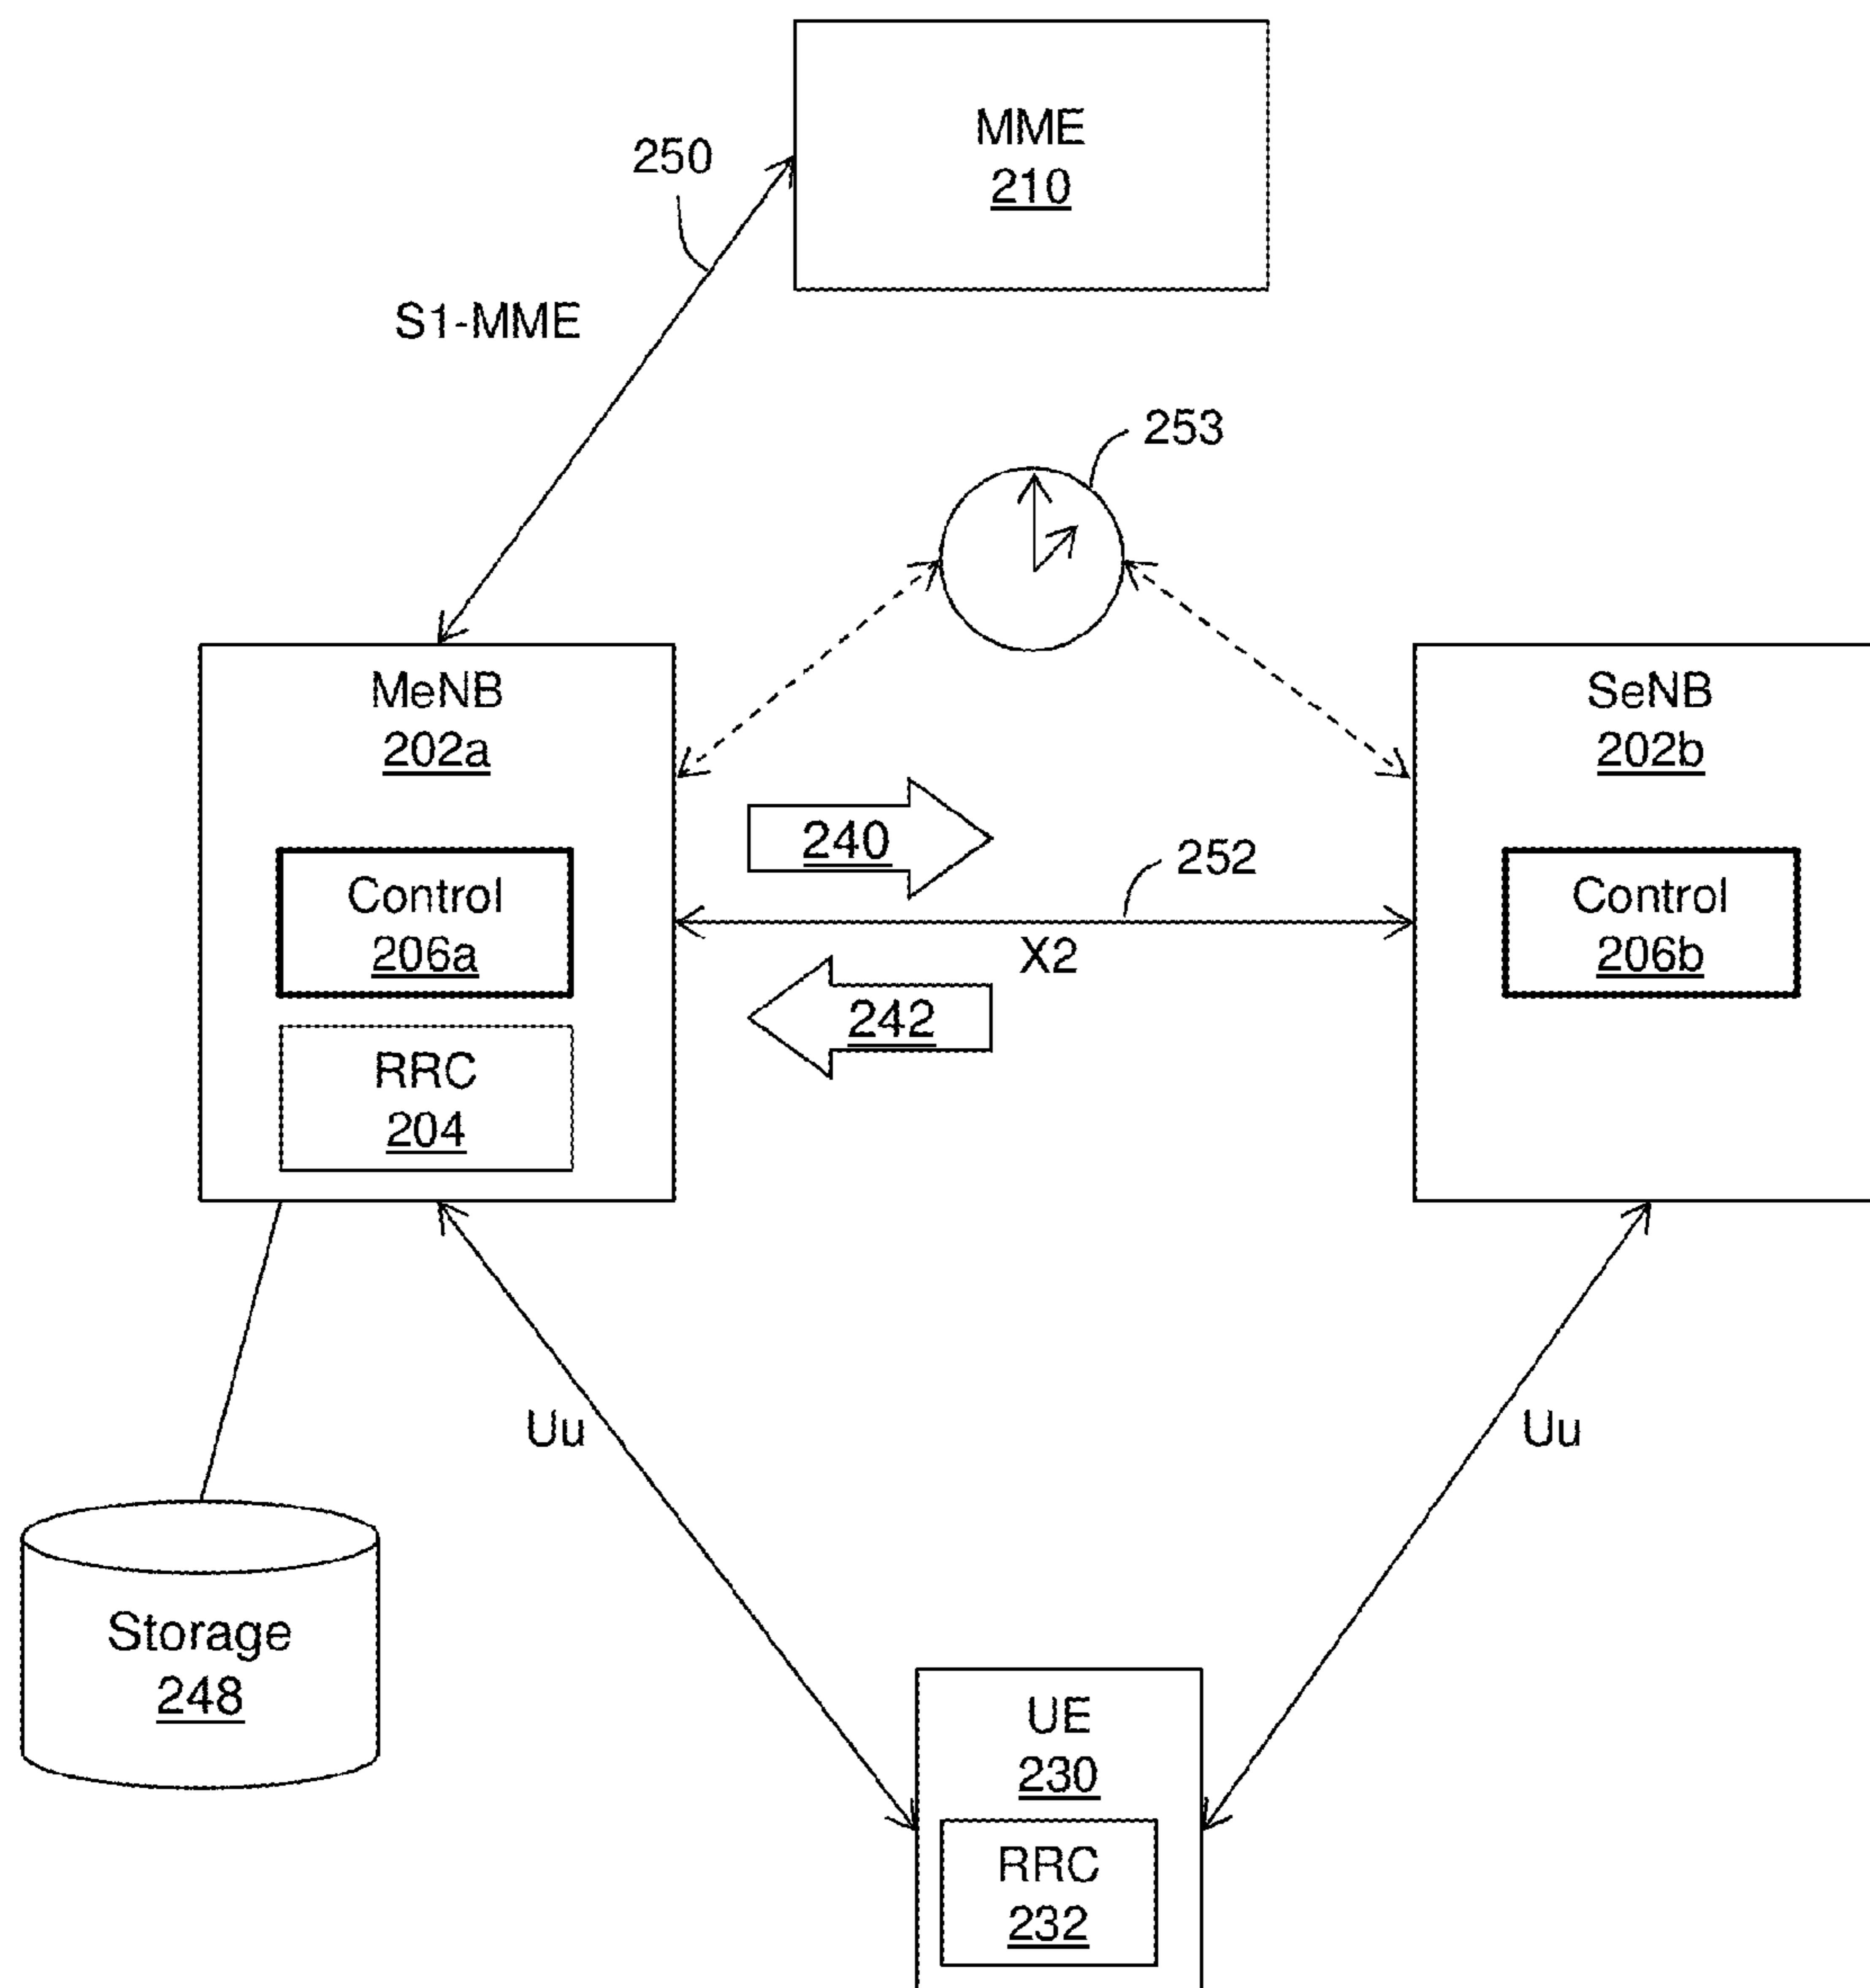 MME
210
250
S1-MME
253
MeNB
202a
SeNB
202b
240
252
Control
206a
Control
206b
X2
242
RRC
204
Uu
Uu
Storage
248
UE
230
RRC
232